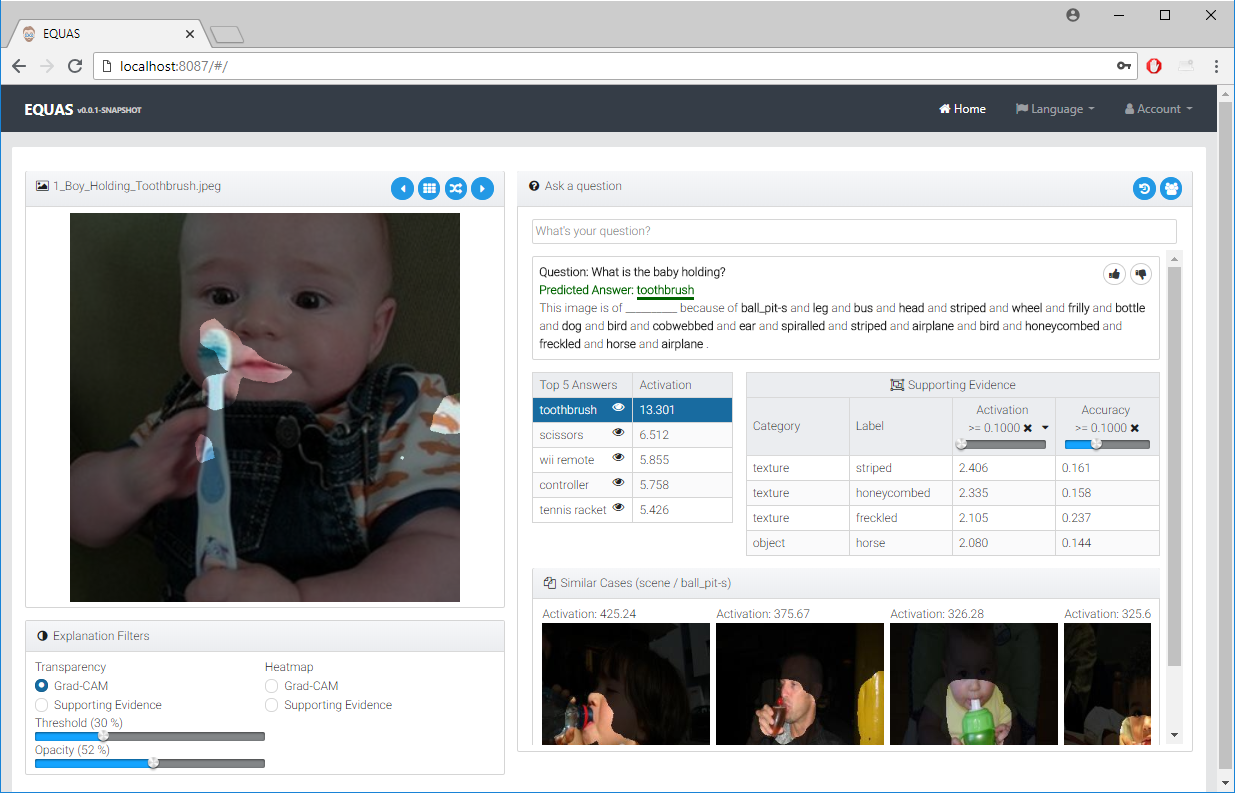 EQUAS
localhost:8087/#/
EQUAS v0.0.1-SNAPSHOT
Home
Language
Account
1_Boy_Holding_Toothbrush.jpeg
Explanation Filters
Transparency
Heatmap
Grad-CAM
Grad-CAM
Supporting Evidence
Supporting Evidence
Threshold (30 %)
Opacity (52 %)
Ask a question
What's your question?
Question: What is the baby holding?
Predicted Answer: toothbrush
This image is of __________ because of ball_pit-s and leg and bus and head and striped and wheel and frilly and bottle
and dog and bird and cobwebbed and ear and spiralled and striped and airplane and bird and honeycombed and
freckled and horse and airplane .
Top 5 Answers Activation
toothbrush 13.301
scissors 6.512
wii remote 5.855
controller 5.758
tennis racket 5.426
Supporting Evidence
Category Label Activation Accuracy
>= 0.1000 >= 0.1000
texture striped 2.406 0.161
texture honeycombed 2.335 0.158
texture freckled 2.105 0.237
object horse 2.080 0.144
Similar Cases (scene / ball_pit-s)
Activation: 425.24 Activation: 375.67 Activation: 326.28 Activation: 325.6